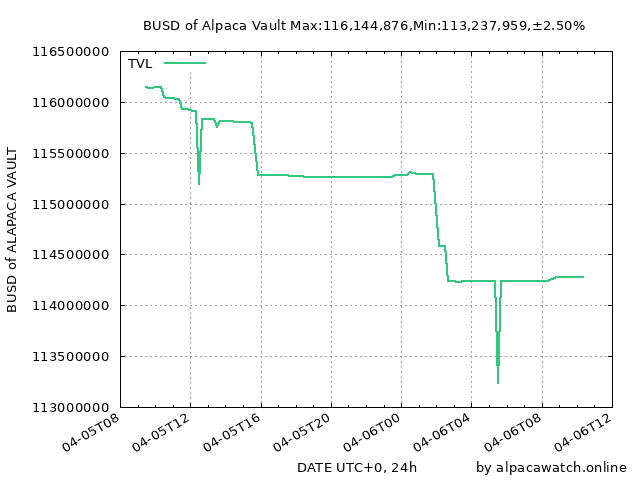 BUSD of Alpaca Vault Max:116,144,876,Min:113,237,959,±2.50%
TVL
116500000
116000000
115500000
115000000
114500000
114000000
113500000
113000000
BUSD of ALAPACA VAULT
04-05T08
04-05T12
04-05T16
04-05T20
04-06T00
04-06T04
04-06T08
04-06T12
DATE UTC+0, 24h
by alpacawatch.online